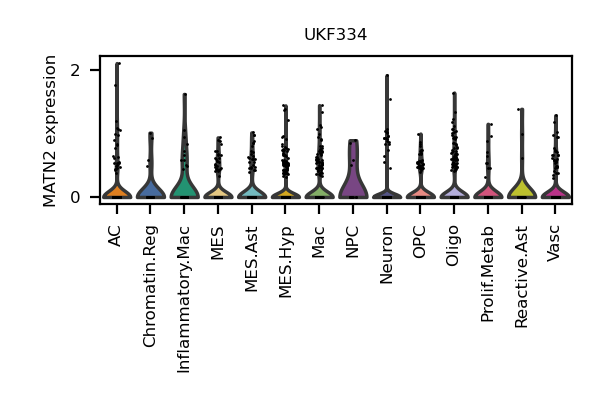 UKF334
MATN2 expression
2
0
AC
Chromatin.Reg
Inflammatory.Mac
MES
MES.Ast
MES.Hyp
Mac
NPC
Neuron
OPC
Oligo
Prolif.Metab
Reactive.Ast
Vasc